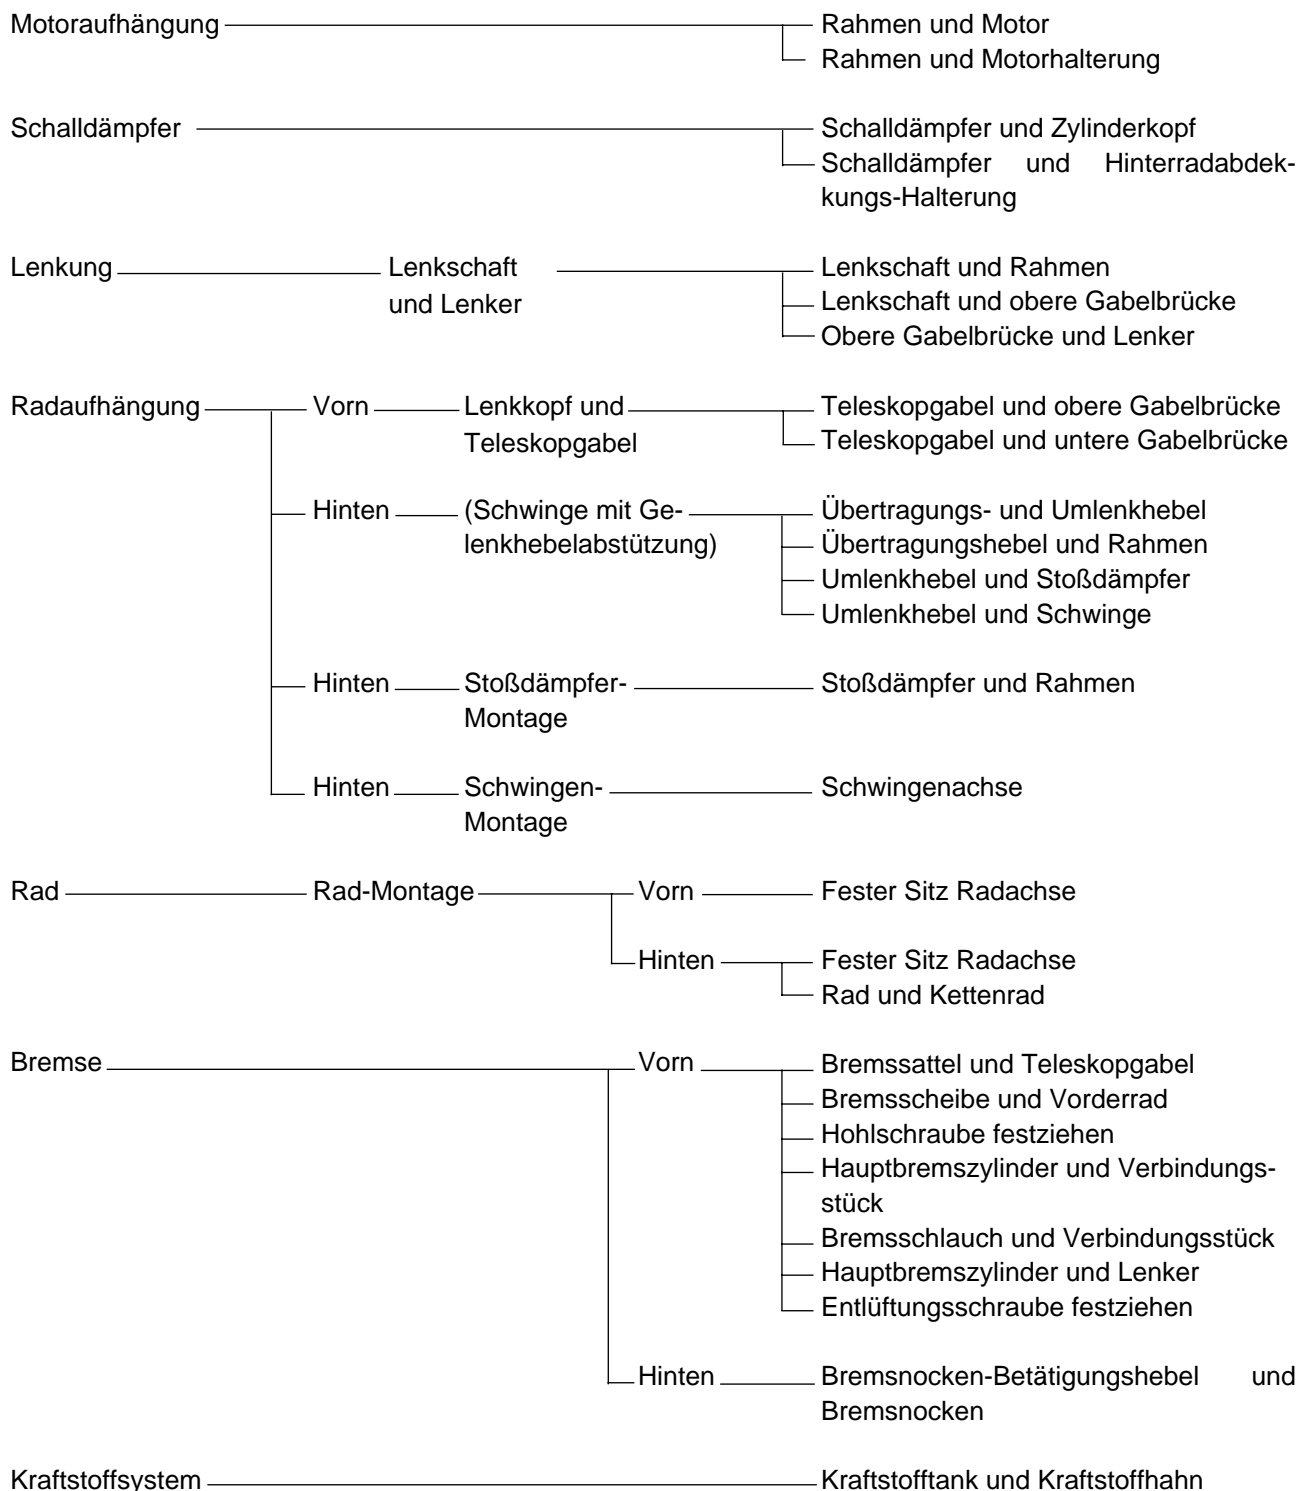 Motoraufhängung Rahmen und Motor
Rahmen und Motorhalterung
Schalldämpfer Schalldämpfer und Zylinderkopf
Schalldämpfer und Hinterradabdek-
kungs-Halterung
Lenkung Lenkschaft Lenkschaft und Rahmen
und Lenker Lenkschaft und obere Gabelbrücke
Obere Gabelbrücke und Lenker
Radaufhängung Vorn Lenkkopf und Teleskopgabel und obere Gabelbrücke
Teleskopgabel Teleskopgabel und untere Gabelbrücke
Hinten (Schwinge mit Ge- Übertragungs- und Umlenkhebel
lenkhebelabstützung) Übertragungshebel und Rahmen
Umlenkhebel und Stoßdämpfer
Umlenkhebel und Schwinge
Hinten Stoßdämpfer- Stoßdämpfer und Rahmen
Montage
Hinten Schwingen- Schwingenachse
Montage
Rad Rad-Montage Vorn Fester Sitz Radachse
Hinten Fester Sitz Radachse
Rad und Kettenrad
Bremse Vorn Bremssattel und Teleskopgabel
Bremsscheibe und Vorderrad
Hohlschraube festziehen
Hauptbremszylinder und Verbindungs-
stück
Bremsschlauch und Verbindungsstück
Hauptbremszylinder und Lenker
Entlüftungsschraube festziehen
Hinten Bremsnocken-Betätigungshebel und
Bremsnocken
Kraftstoffsystem Kraftstofftank und Kraftstoffhahn